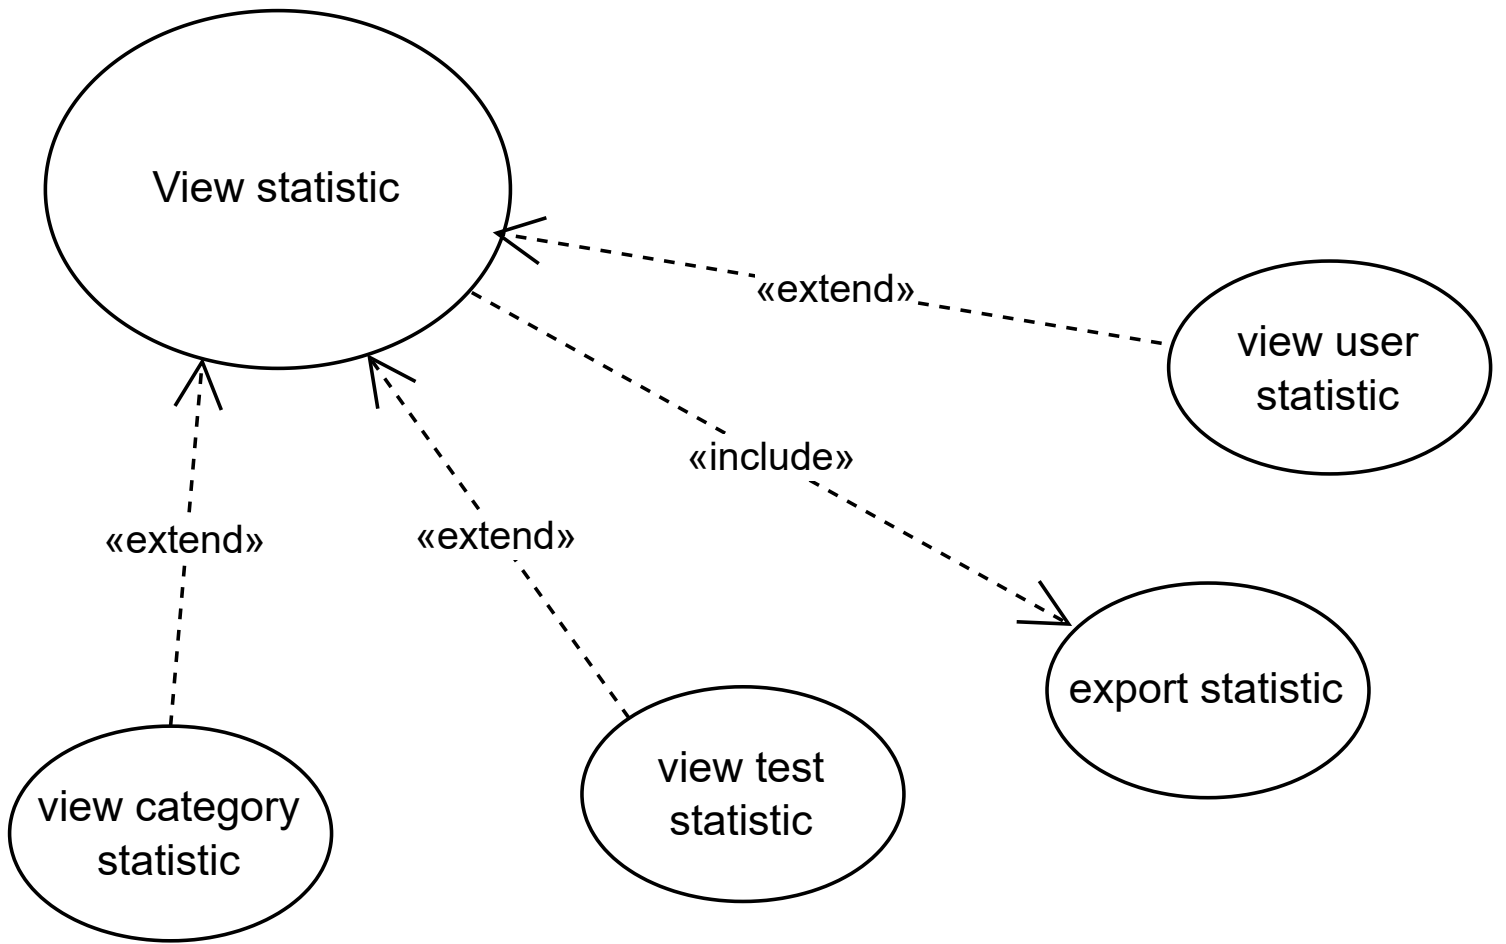 View statistic
«extend»
view user
statistic
«include»
«extend»
«extend»
export statistic
view test
statistic
view category
statistic